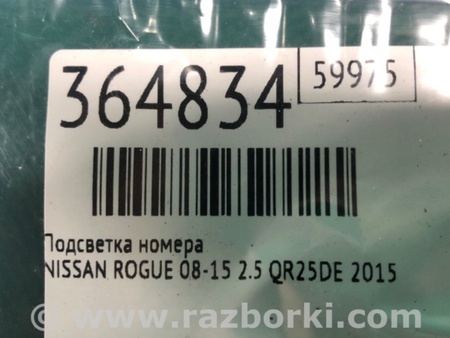 364834
59975
Подсветка номера
NISSAN ROGUE 08-15 2.5 QR25DE 2015
© www.razborki.com